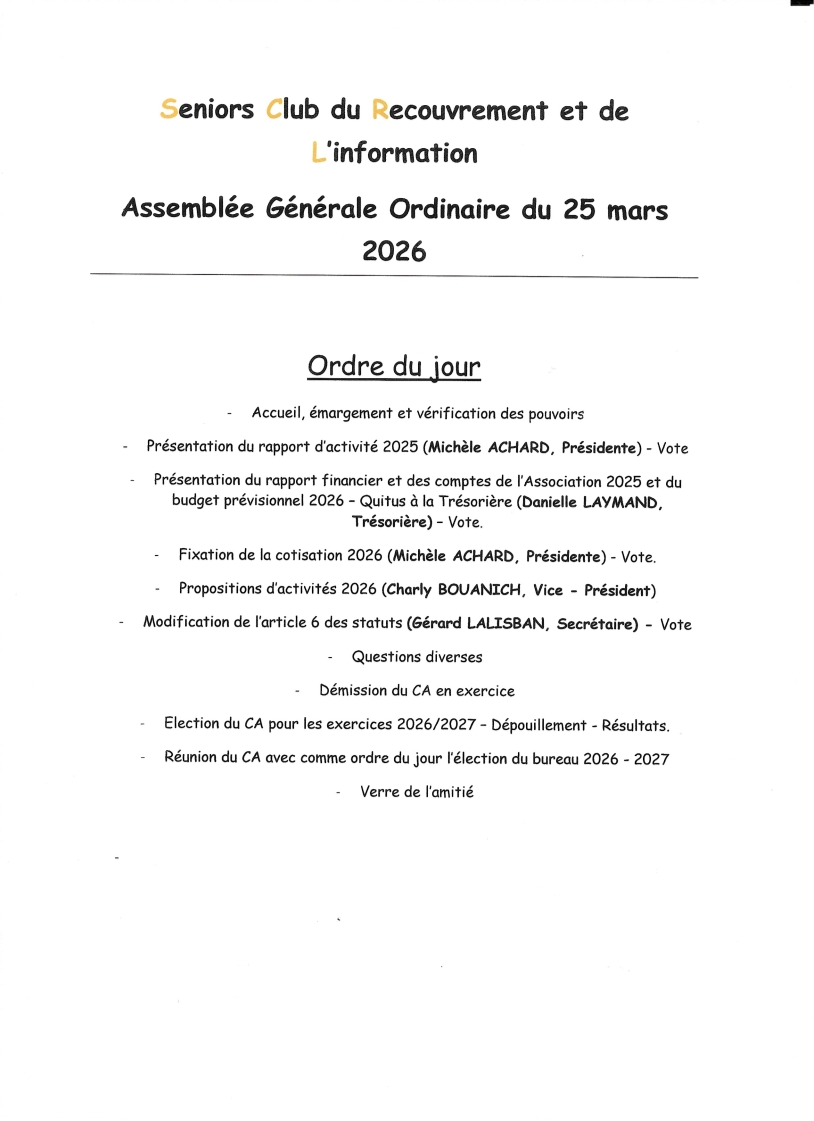 Seniors Club du Recouvrement et de
L'information
Assemblée Générale Ordinaire du 25 mars
2026
Ordre du jour
- Accueil, émargement et vérification des pouvoirs
- Présentation du rapport d'activité 2025 (Michèle ACHARD, Présidente) - Vote
- Présentation du rapport financier et des comptes de l'Association 2025 et du
budget prévisionnel 2026 – Quitus à la Trésorière (Danielle LAYMAND,
Trésorière) – Vote.
- Fixation de la cotisation 2026 (Michèle ACHARD, Présidente) - Vote.
- Propositions d'activités 2026 (Charly BOUANICH, Vice – Président)
- Modification de l'article 6 des statuts (Gérard LALISBAN, Secrétaire) – Vote
- Questions diverses
- Démission du CA en exercice
- Election du CA pour les exercices 2026/2027 – Dépouillement - Résultats.
- Réunion du CA avec comme ordre du jour l'élection du bureau 2026 - 2027
- Verre de l'amitié
-